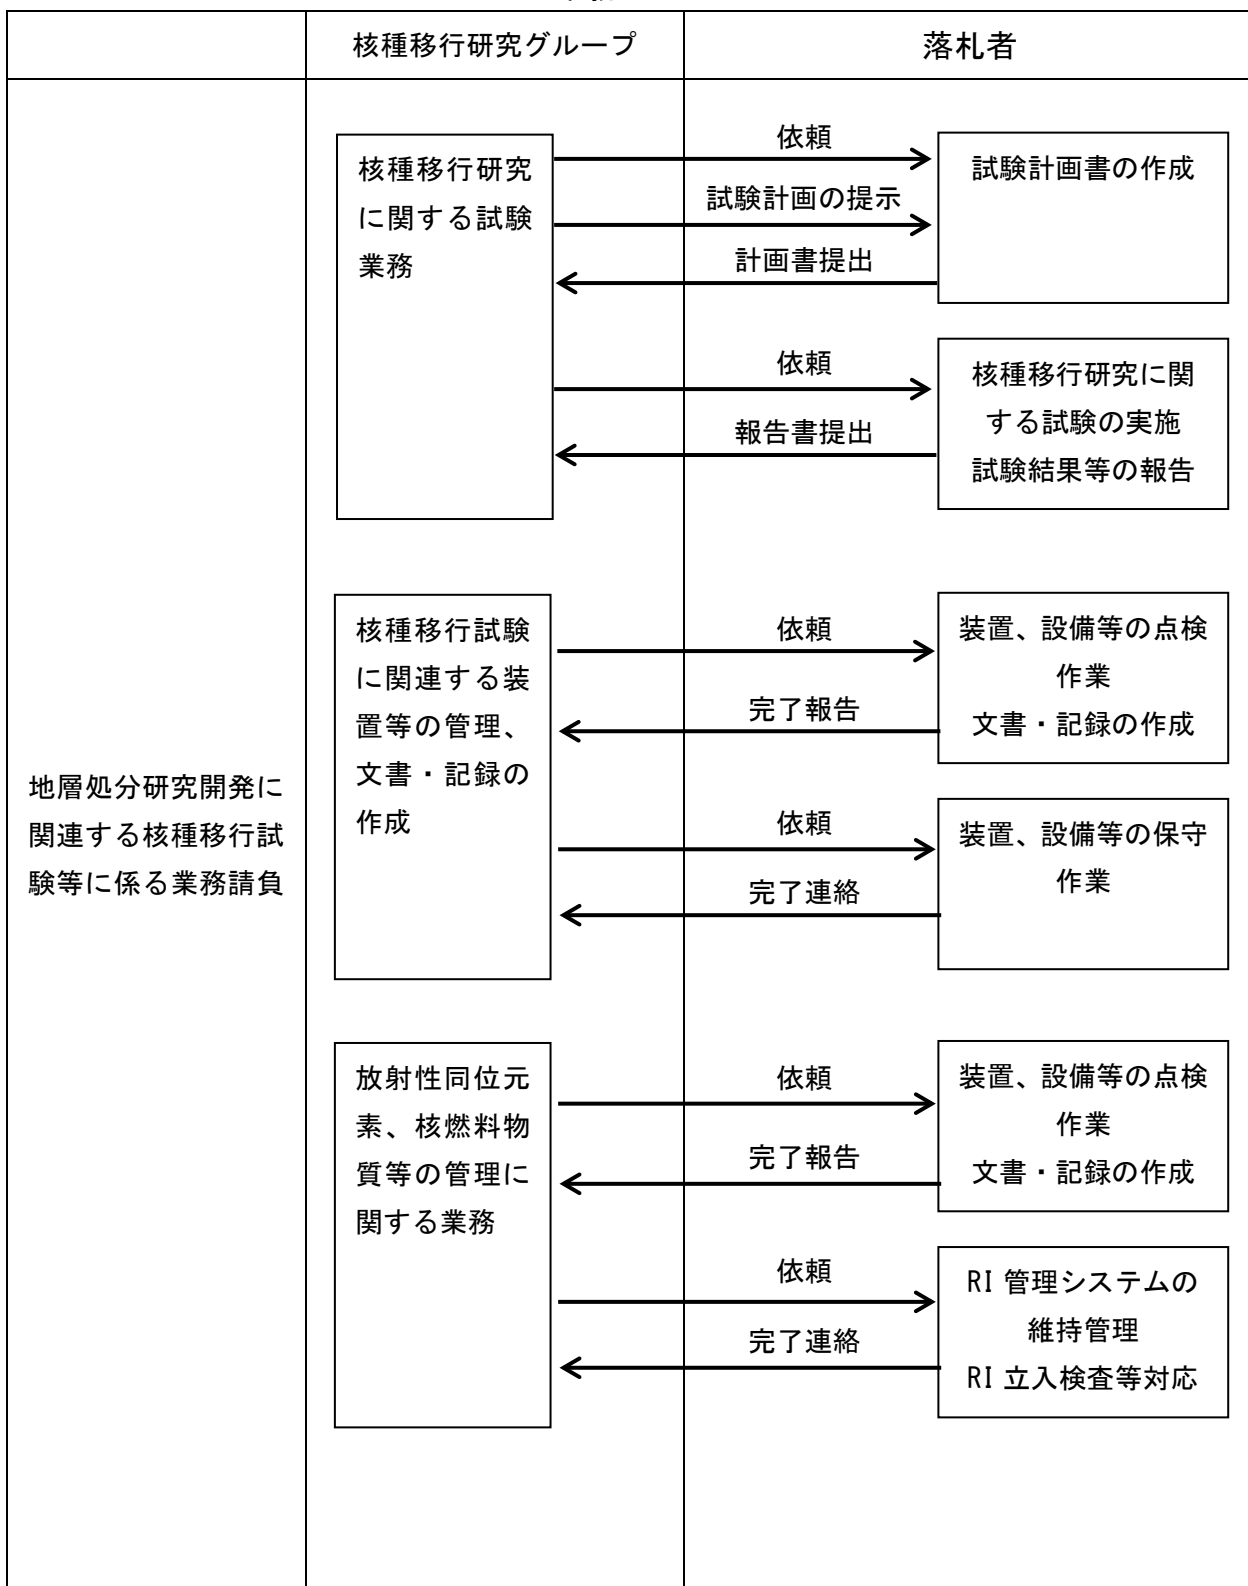 核種移行研究グループ
落札者
地層処分研究開発に
関連する核種移行試
験等に係る業務請負
核種移行研究
に関する試験
業務
依頼
試験計画の提示
計画書提出
試験計画書の作成
依頼
報告書提出
核種移行研究に関
する試験の実施
試験結果等の報告
核種移行試験
に関連する装
置等の管理、
文書・記録の
作成
依頼
完了報告
装置、設備等の点検
作業
文書・記録の作成
依頼
完了連絡
装置、設備等の保守
作業
放射性同位元
素、核燃料物
質等の管理に
関する業務
依頼
完了報告
装置、設備等の点検
作業
文書・記録の作成
依頼
完了連絡
RI 管理システムの
維持管理
RI 立入検査等対応